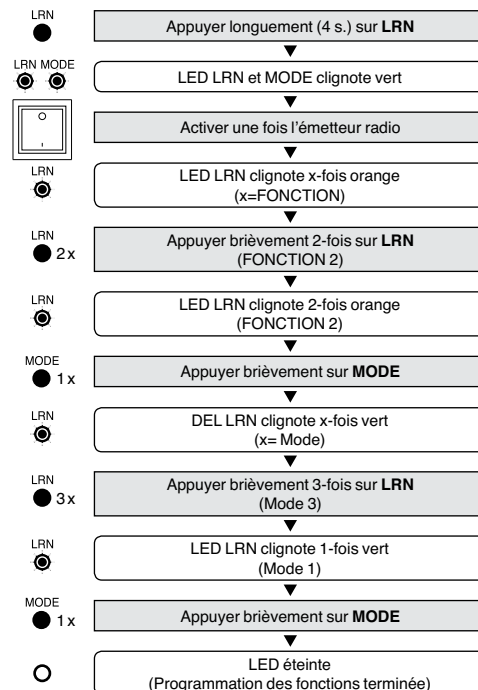 LRN
Appuyer longuement (4 s.) sur LRN
LRN MODE
LED LRN et MODE clignote vert
Activer une fois l’émetteur radio
LRN
LED LRN clignote x-fois orange
(x=FONCTION)
LRN
2 x
Appuyer brièvement 2-fois sur LRN
(FONCTION 2)
LRN
LED LRN clignote 2-fois orange
(FONCTION 2)
MODE
1 x
Appuyer brièvement sur MODE
LRN
DEL LRN clignote x-fois vert
(x= Mode)
LRN
3 x
Appuyer brièvement 3-fois sur LRN
(Mode 3)
LRN
LED LRN clignote 1-fois vert
(Mode 1)
MODE
1 x
Appuyer brièvement sur MODE
LED éteinte
(Programmation des fonctions terminée)